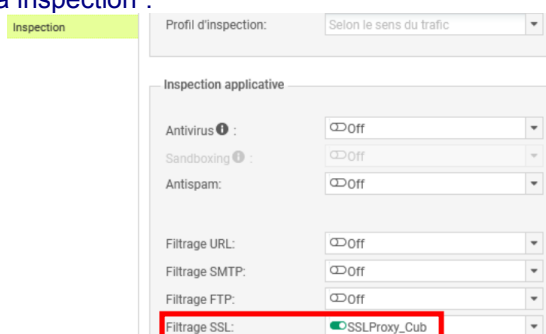 a inspection :
Inspection
Profil d'inspection: Selon le sens du trafic
Inspection applicative
Antivirus : Off
Sandboxing : Off
Antispam: Off
Filtrage URL: Off
Filtrage SMTP: Off
Filtrage FTP: Off
Filtrage SSL: SSLProxy_Cub